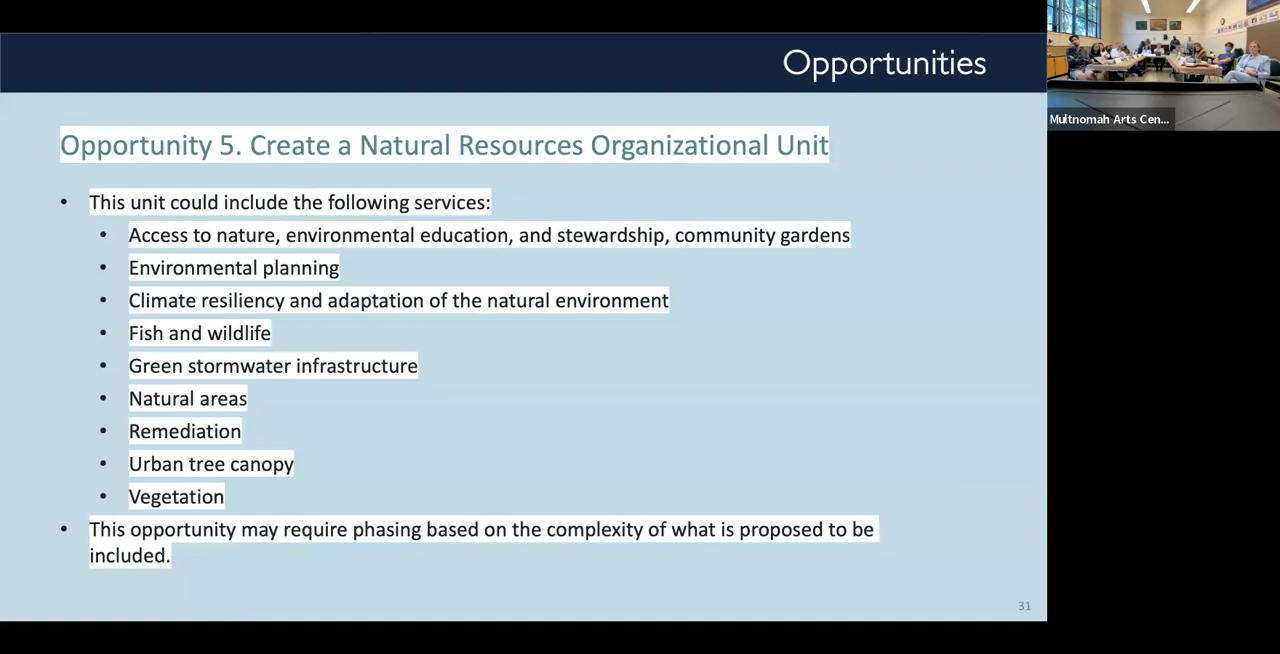 Opportunities
Multnomah Arts Cen...
Opportunity 5. Create a Natural Resources Organizational Unit
• This unit could include the following services:
• Access to nature, environmental education, and stewardship, community gardens
• Environmental planning
• Climate resiliency and adaptation of the natural environment
• Fish and wildlife
• Green stormwater infrastructure
• Natural areas
• Remediation
• Urban tree canopy
• Vegetation
• This opportunity may require phasing based on the complexity of what is proposed to be
included.
31